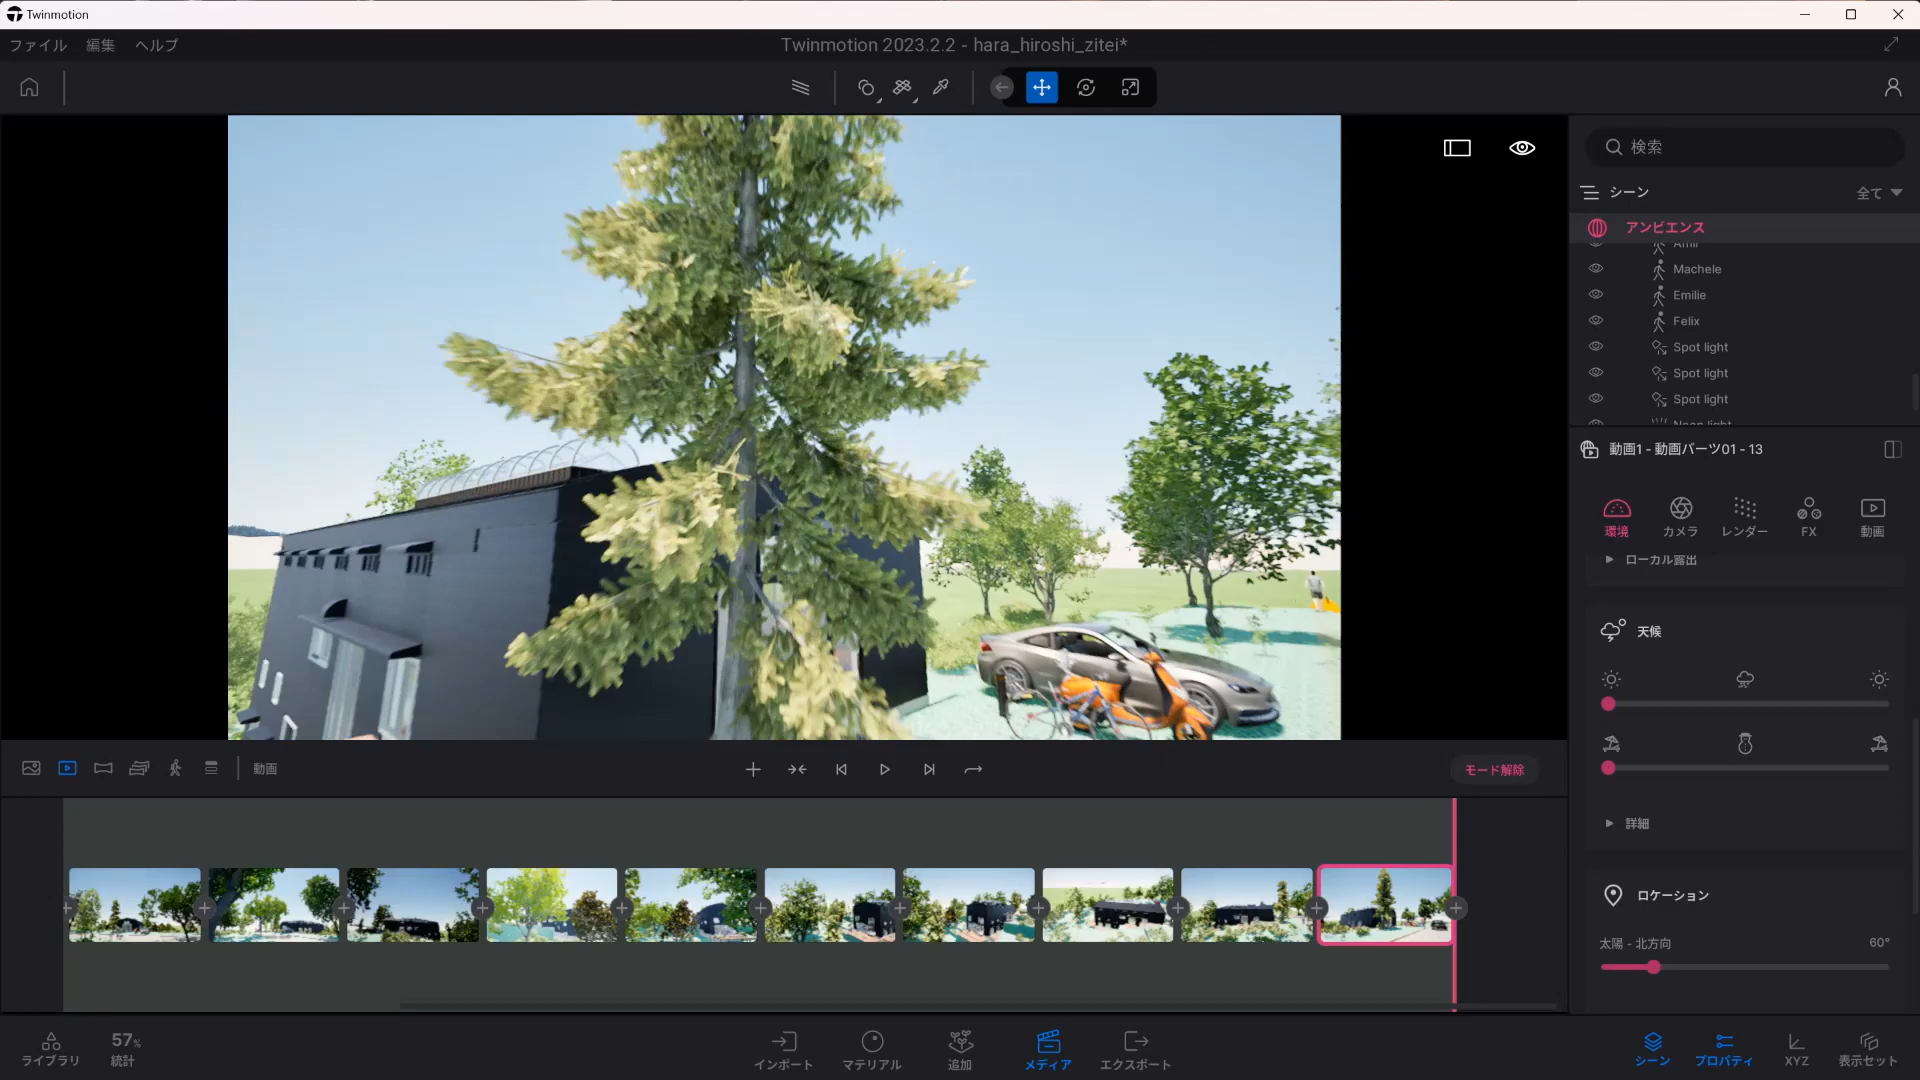 Twinmotion
ファイル 編集 ヘルプ
Twinmotion 2023.2.2 - hara_hiroshi_zitei*
検索
シーン
全て
アンビエンス
Machele
Emilie
Felix
Spot light
Spot light
Spot light
Neon light
動画1 - 動画パーツ01 - 13
環境 カメラ レンダー FX 動画
ローカル露出
天候
詳細
ロケーション
太陽 - 北方向 60°
動画
モード解除
ライブラリ
57%
統計
インポート マテリアル 追加 メディア エクスポート
シーン プロパティ XYZ 表示セット